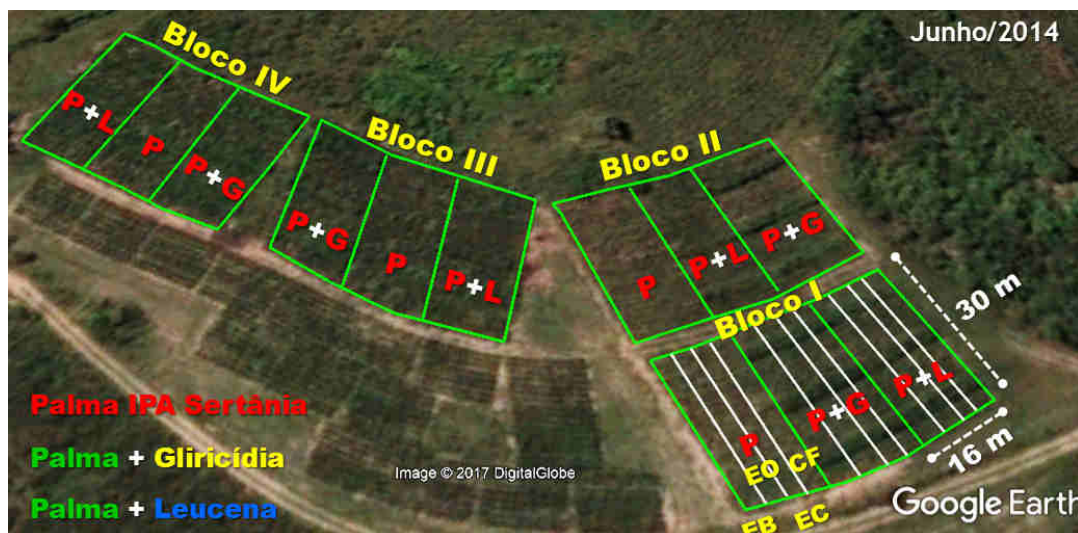 Junho/2014
Bloco IV
Bloco III
Bloco II
Bloco I
P+L
P
P+G
P+G
P
P+L
P
P+L
P+G
P
P+G
P+L
EO CF
EB EC
30 m
16 m
Palma IPA Sertânia
Palma + Gliricídia
Palma + Leucena
Image © 2017 DigitalGlobe
Google Earth